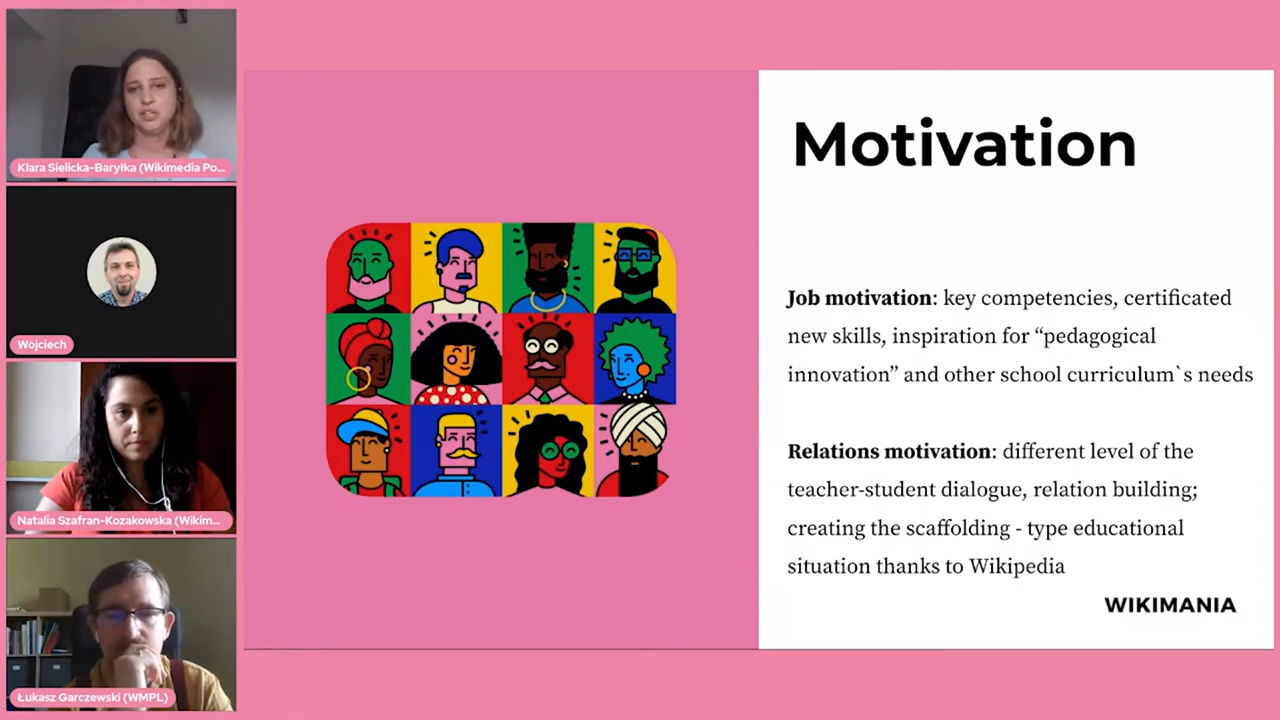 Klara Sielicka-Baryłka (Wikimedia Po...
Wojciech
Natalia Szafran-Kozakowska (Wikim...
Łukasz Garczewski (WMPL)
Motivation
Job motivation: key competencies, certificated
new skills, inspiration for “pedagogical
innovation” and other school curriculum`s needs
Relations motivation: different level of the
teacher-student dialogue, relation building;
creating the scaffolding - type educational
situation thanks to Wikipedia
WIKIMANIA